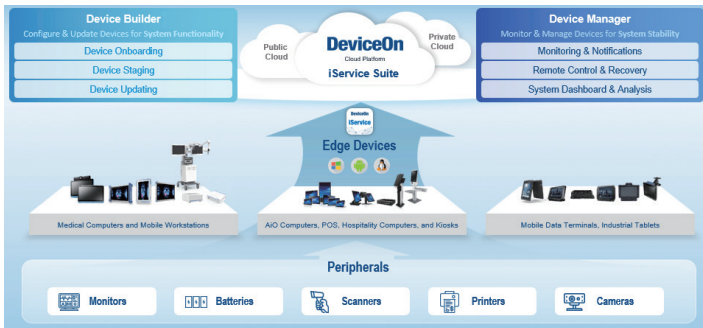 Device Builder
Configure & Update Devices for System Functionality
Device Onboarding
Device Staging
Device Updating
Public
Cloud
DeviceOn
Cloud Platform
iService Suite
Private
Cloud
Device Manager
Monitor & Manage Devices for System Stability
Monitoring & Notifications
Remote Control & Recovery
System Dashboard & Analysis
DeviceOn
iService
Edge Devices
Medical Computers and Mobile Workstations
AiO Computers, POS, Hospitality Computers, and Kiosks
Mobile Data Terminals, Industrial Tablets
Peripherals
Monitors
Batteries
Scanners
Printers
Cameras